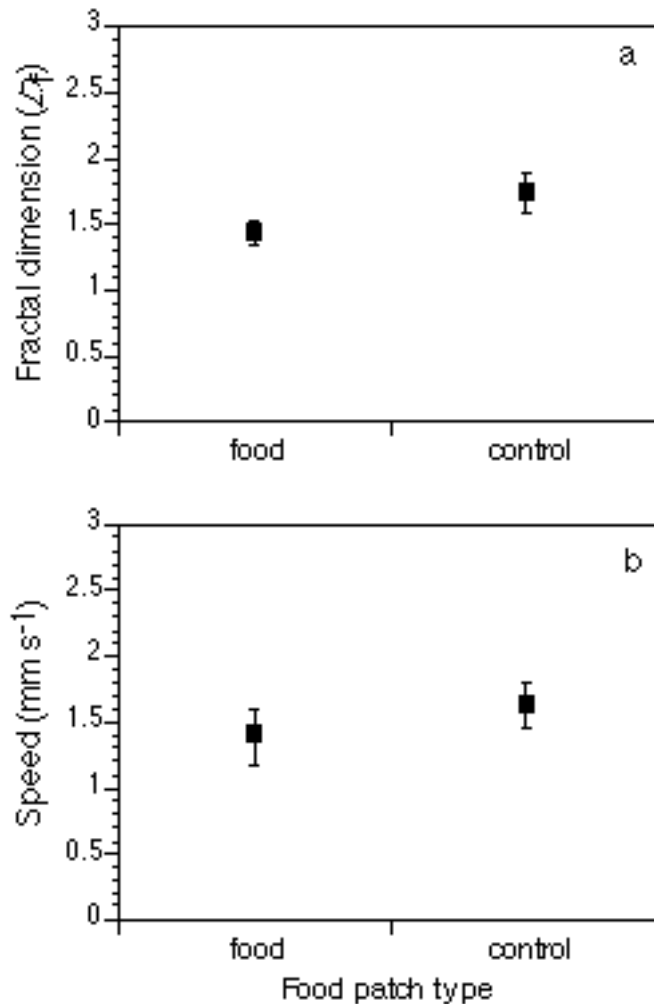 a
Fractal dimension (D
3
2.5
2
1.5
1
0.5
0
food control
b
Speed (mm s-1)
3
2.5
2
1.5
1
0.5
0
food control
Food patch type